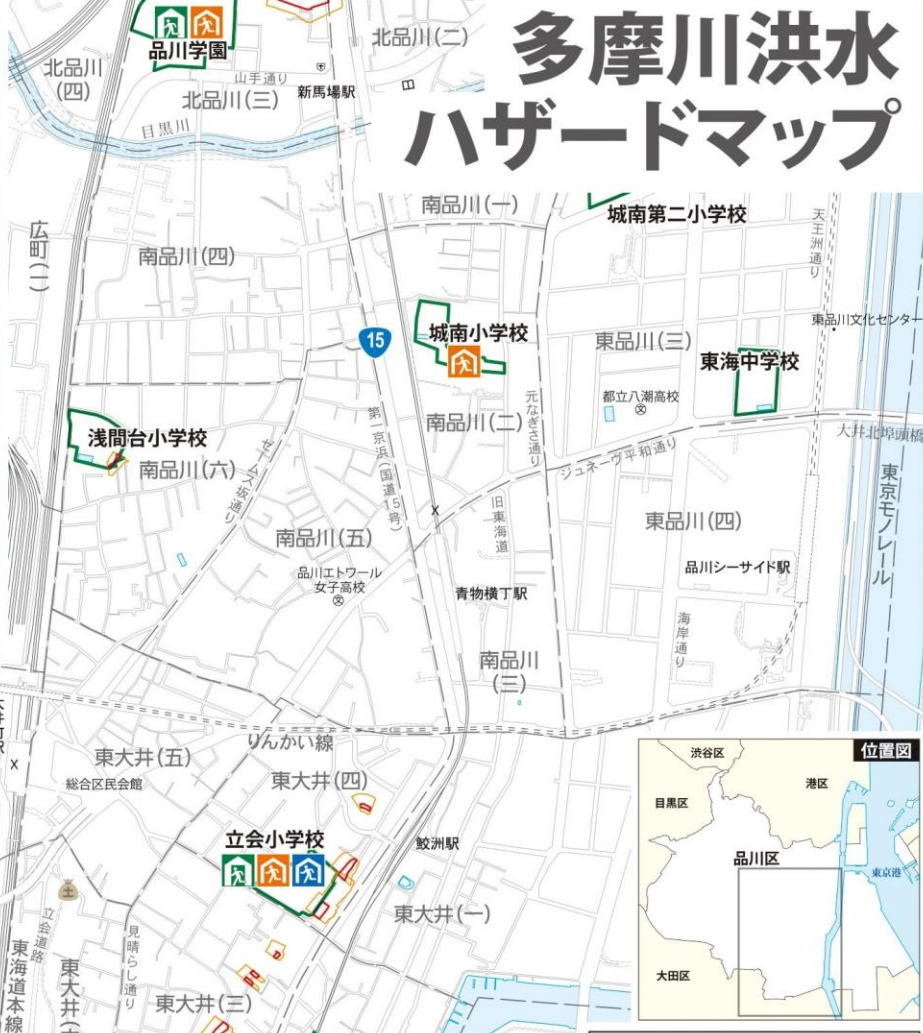 多摩川洪水
ハザードマップ
品川学園
北品川(二)
北品川
(四)
山手通り
新馬場駅
北品川(三)
目黒川
南品川(一)
城南第二小学校
天王洲通り
広町(一)
南品川(四)
東品川文化センター
15
城南小学校
東品川(三)
東海中学校
都立八潮高校
南品川(二)
元なぎさ通り
第一京浜(国道15号)
大井北埠頭橋
浅間台小学校
南品川(六)
ゼームス坂通り
ジュネーヴ平和通り
東京モノレール
旧東海道
東品川(四)
南品川(五)
品川エトワール
女子高校
青物横丁駅
品川シーサイド駅
海岸通り
南品川
(三)
りんかい線
東大井(五)
総合区民会館
東大井(四)
立会小学校
鮫洲駅
東大井(一)
立会道路
見晴らし通り
東海道本線
東大井(三)
位置図
渋谷区
港区
目黒区
品川区
東京港
大田区